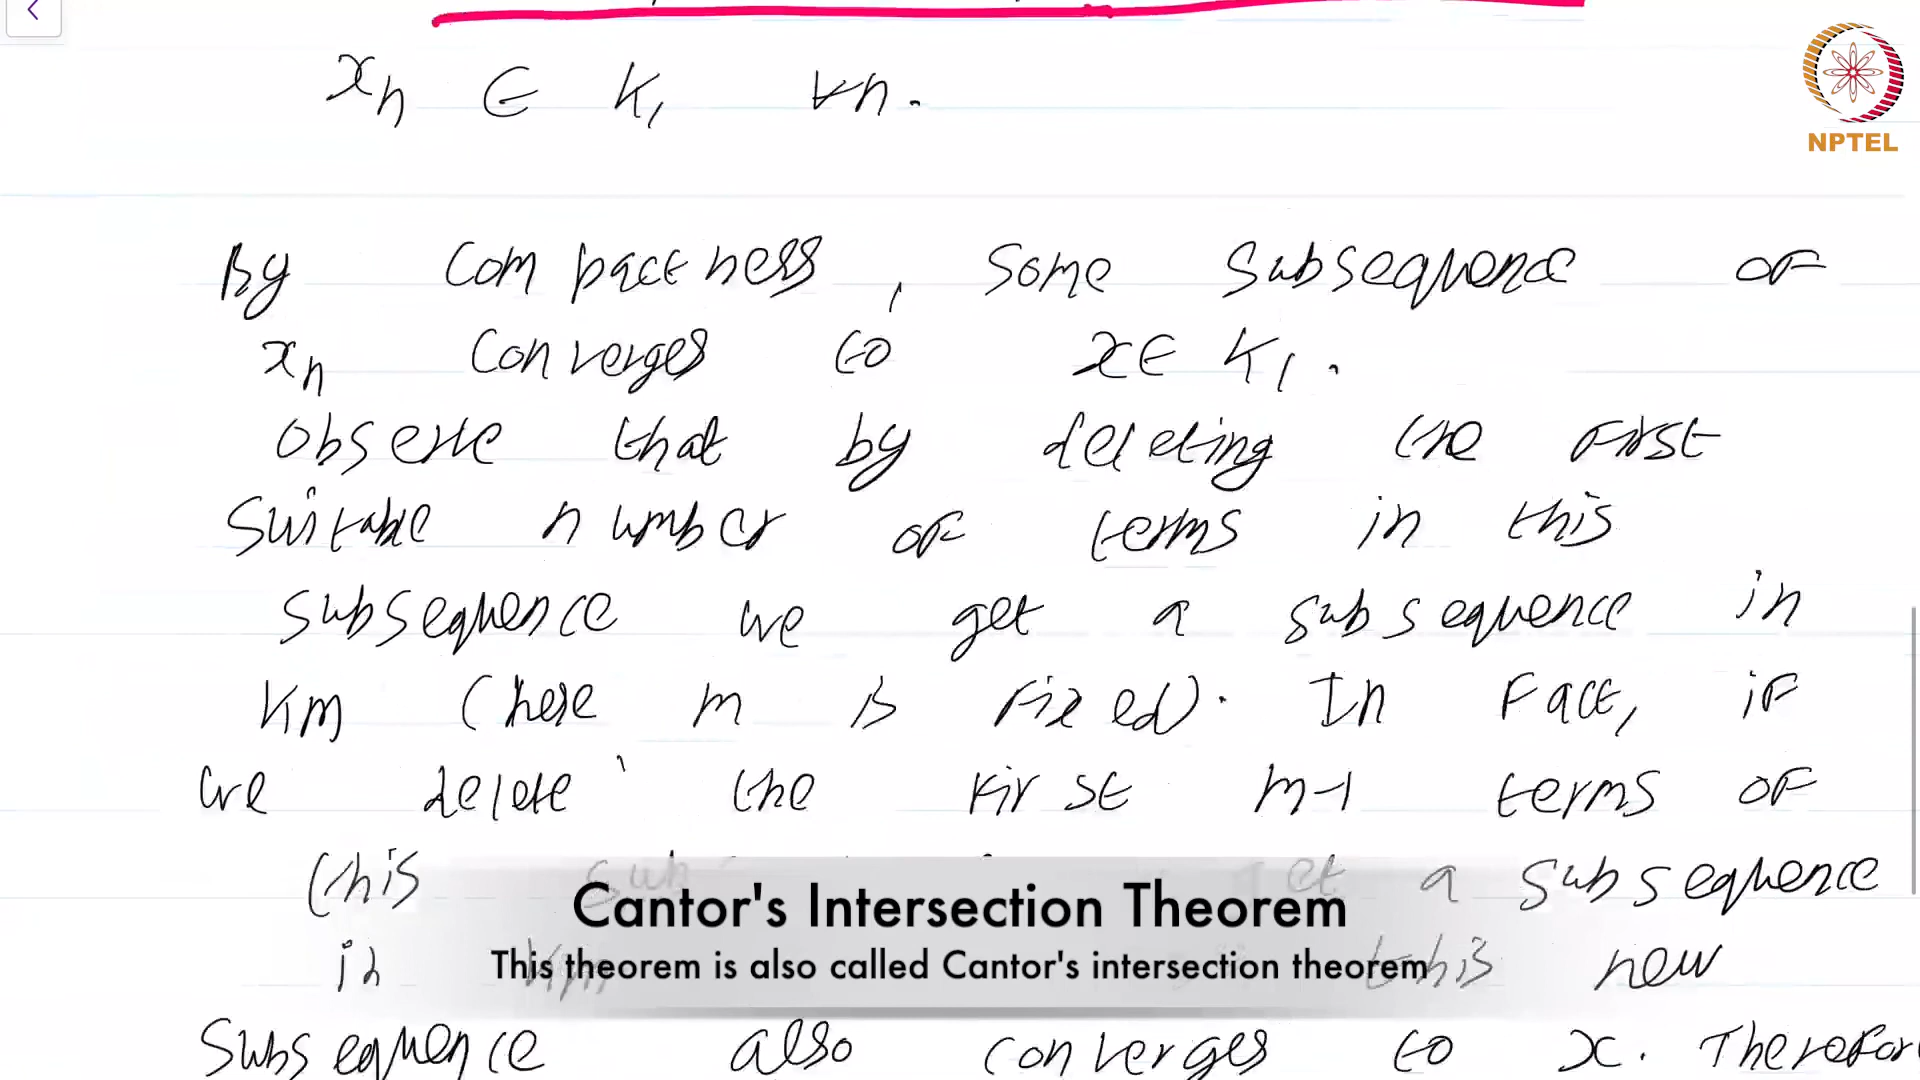 xn ∈ K1 ∀n.
NPTEL
By compactness, some subsequence of
xn converges to x ∈ K1.
Observe that by deleting the first
suitable number of terms in this
subsequence we get a subsequence in
Km (here m is fixed). In fact, if
we delete the first m-1 terms of
this sub get a subsequence
Cantor's Intersection Theorem
in Km this new
This theorem is also called Cantor's intersection theorem
subsequence also converges to x. Therefor